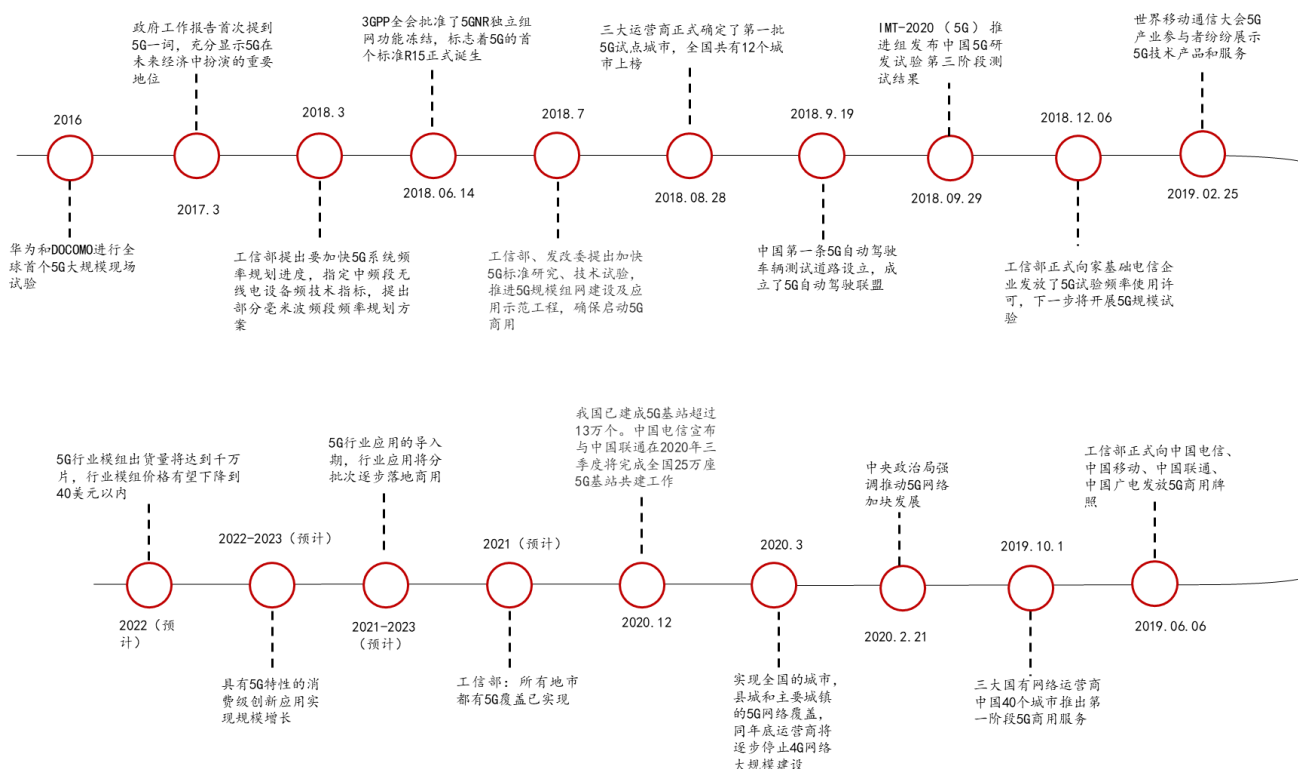 政府工作报告首次提到
5G一词，充分显示5G在
未来经济中扮演的重要
地位
3GPP全会批准了5GNR独立组
网功能冻结，标志着5G的首
个标准R15正式诞生
三大运营商正式确定了第一批
5G试点城市，全国共有12个城
市上榜
IMT-2020（5G）推
进组发布中国5G研
发试验第三阶段测
试结果
世界移动通信大会5G
产业参与者纷纷展示
5G技术产品和服务
2016
2018.3
2018.7
2018.9.19
2018.12.06
2017.3
2018.06.14
2018.08.28
2018.09.29
2019.02.25
华为和DOCOMO进行全
球首个5G大规模现场
试验
工信部提出要加快5G系统频
率规划进度，指定中频段无
线电设备频技术指标，提出
部分毫米波频段频率规划方
案
工信部、发改委提出加快
5G标准研究、技术试验，
推进5G规模组网建设及应
用示范工程，确保启动5G
商用
中国第一条5G自动驾驶
车辆测试道路设立，成
立了5G自动驾驶联盟
工信部正式向家基础电信企
业发放了5G试验频率使用许
可，下一步将开展5G规模试
验
5G行业模组出货量将达到千万
片，行业模组价格有望下降到
40美元以内
5G行业应用的导入
期，行业应用将分
批次逐步落地商用
我国已建成5G基站超过
13万个。中国电信宣布
与中国联通在2020年三
季度将完成全国25万座
5G基站共建工作
中央政治局强
调推动5G网络
加块发展
工信部正式向中国电信、
中国移动、中国联通、
中国广电发放5G商用牌
照
2022-2023（预计）
2021（预计）
2020.3
2019.10.1
2022（预
计）
2021-2023
（预计）
2020.12
2020.2.21
2019.06.06
具有5G特性的消
费级创新应用实
现规模增长
工信部：所有地市
都有5G覆盖已实现
实现全国的城市，
县城和主要城镇
的5G网络覆盖，
同年底运营商将
逐步停止4G网络
大规模建设
三大国有网络运营商
中国40个城市推出第
一阶段5G商用服务